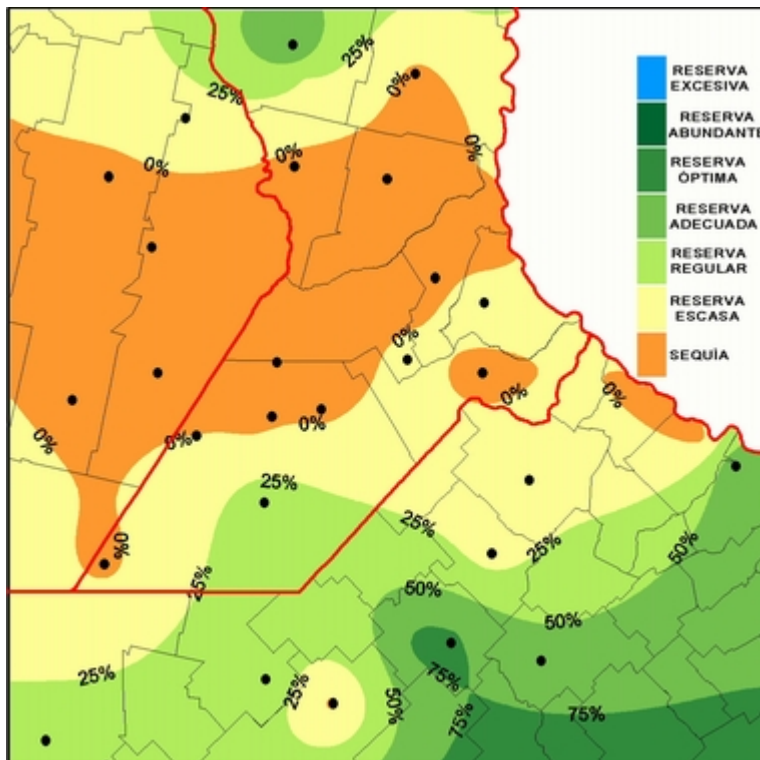 25%
25%
0%
0%
0%
0%
0%
0%
0%
0%
0%
0%
0%
25%
25%
25%
25%
50%
50%
50%
25%
25%
75%
50%
75%
75%
RESERVA
EXCESIVA
RESERVA
ABUNDANTE
RESERVA
ÓPTIMA
RESERVA
ADECUADA
RESERVA
REGULAR
RESERVA
ESCASA
SEQUÌA